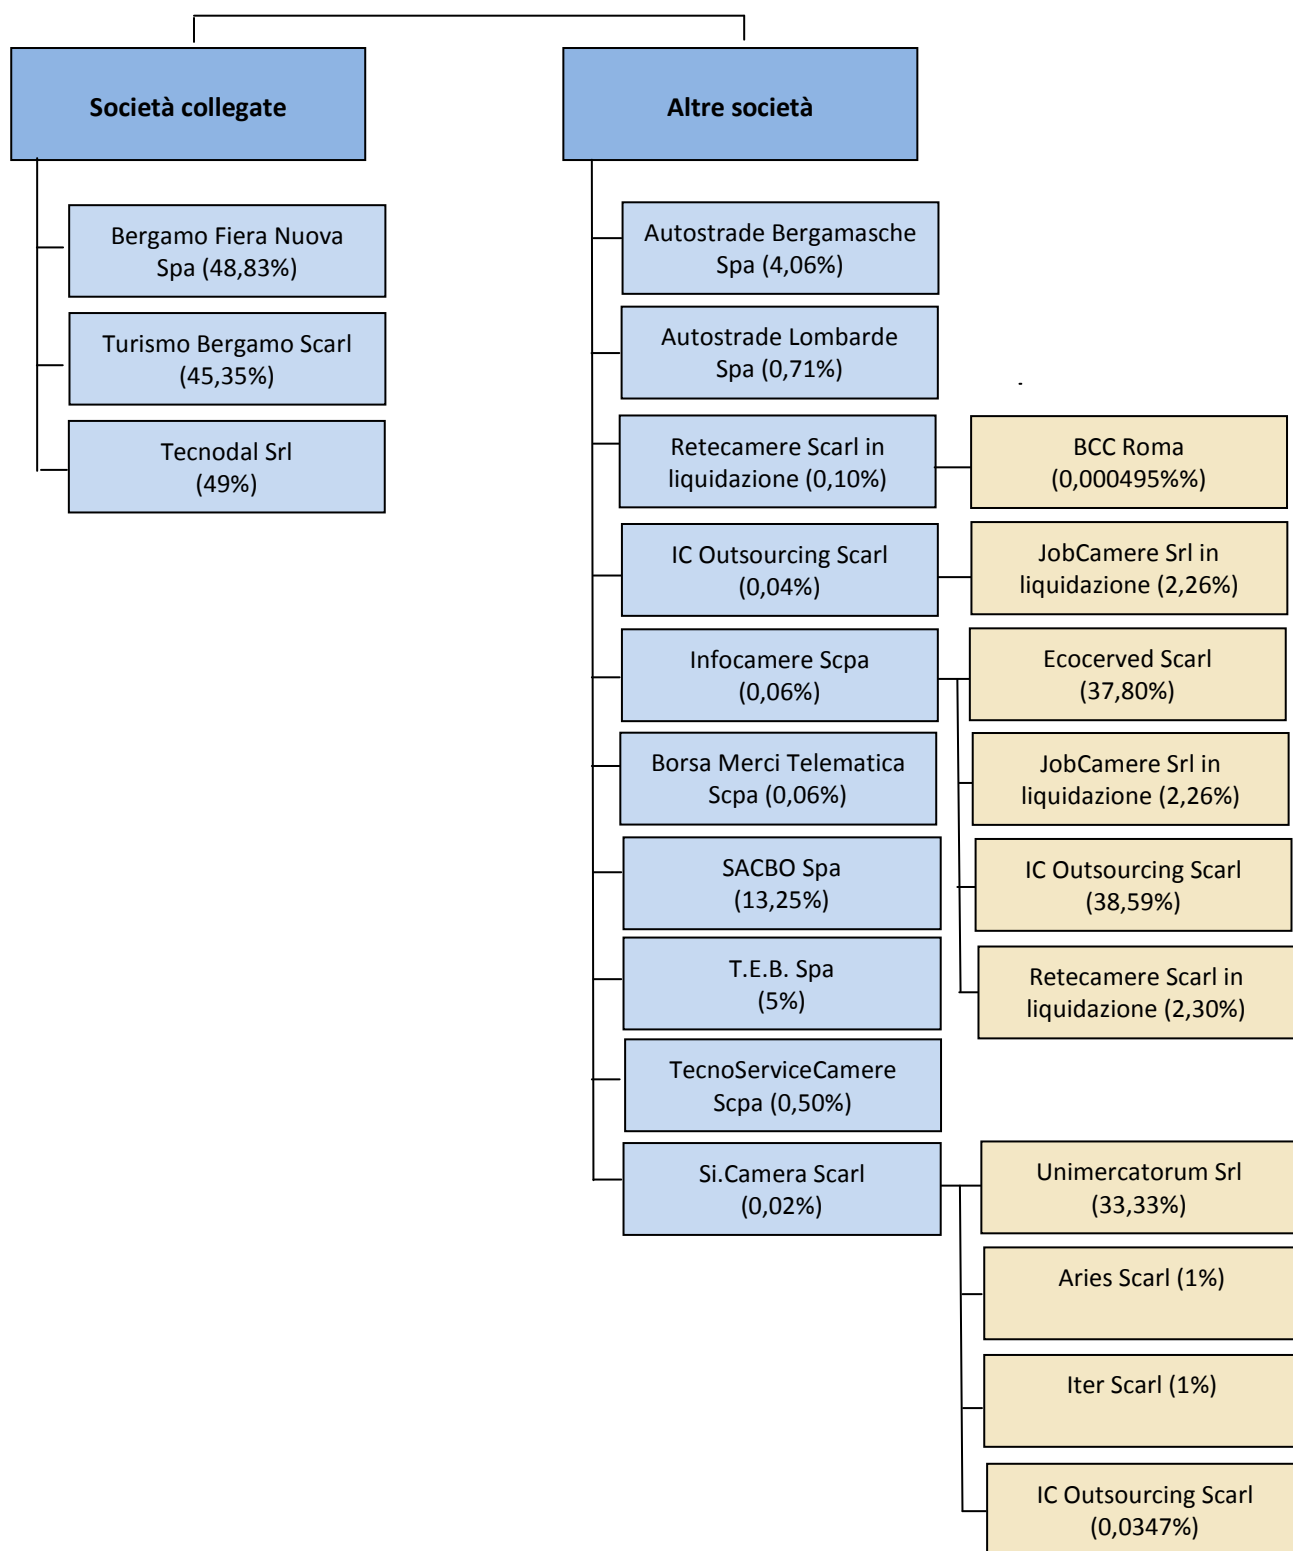 Società collegate
Altre società
Bergamo Fiera Nuova
Spa (48,83%)
Turismo Bergamo Scarl
(45,35%)
Tecnodal Srl
(49%)
Autostrade Bergamasche
Spa (4,06%)
Autostrade Lombarde
Spa (0,71%)
Retecamere Scarl in
liquidazione (0,10%)
BCC Roma
(0,000495%%)
IC Outsourcing Scarl
(0,04%)
JobCamere Srl in
liquidazione (2,26%)
Infocamere Scpa
(0,06%)
Ecocerved Scarl
(37,80%)
JobCamere Srl in
liquidazione (2,26%)
IC Outsourcing Scarl
(38,59%)
Retecamere Scarl in
liquidazione (2,30%)
Borsa Merci Telematica
Scpa (0,06%)
SACBO Spa
(13,25%)
T.E.B. Spa
(5%)
TecnoServiceCamere
Scpa (0,50%)
Si.Camera Scarl
(0,02%)
Unimercatorum Srl
(33,33%)
Aries Scarl (1%)
Iter Scarl (1%)
IC Outsourcing Scarl
(0,0347%)